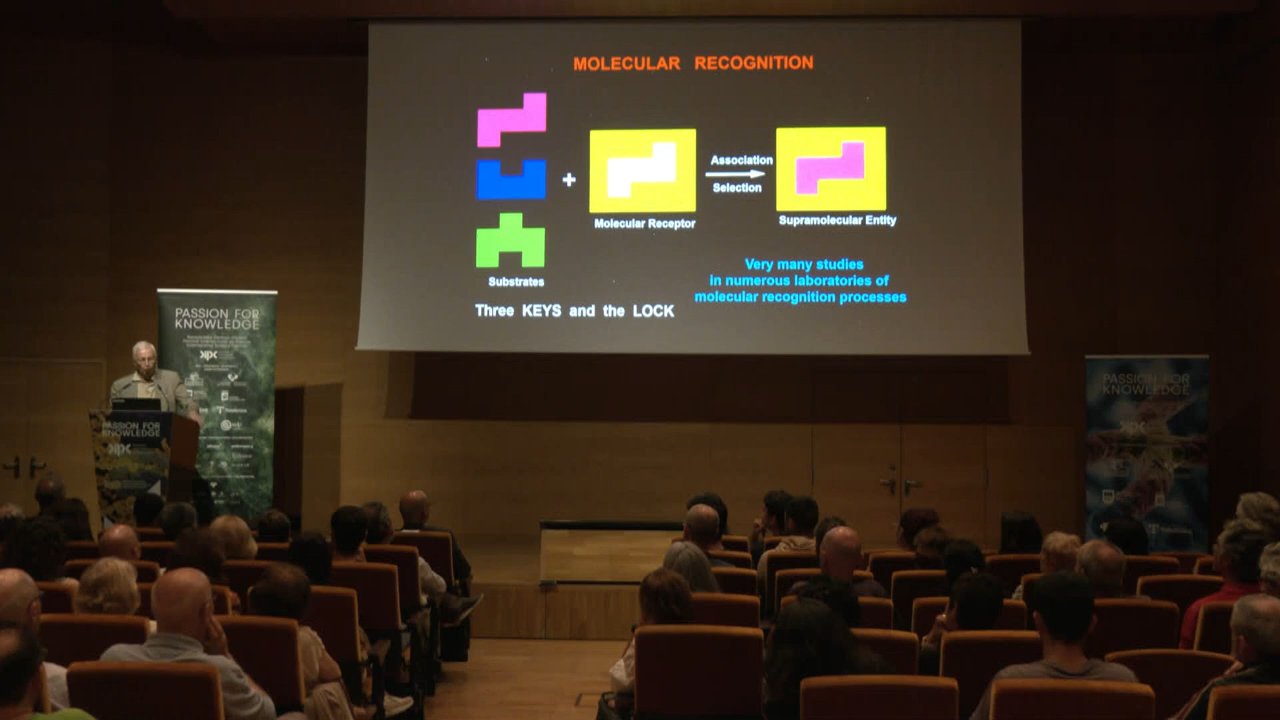 MOLECULAR RECOGNITION
+
Association
Selection
Molecular Receptor
Supramolecular Entity
Substrates
Very many studies
in numerous laboratories of
molecular recognition processes
Three KEYS and the LOCK
PASSION FOR
KNOWLEDGE
PASSION FOR
KNOWLEDGE
PASSION FOR
KNOWLEDGE